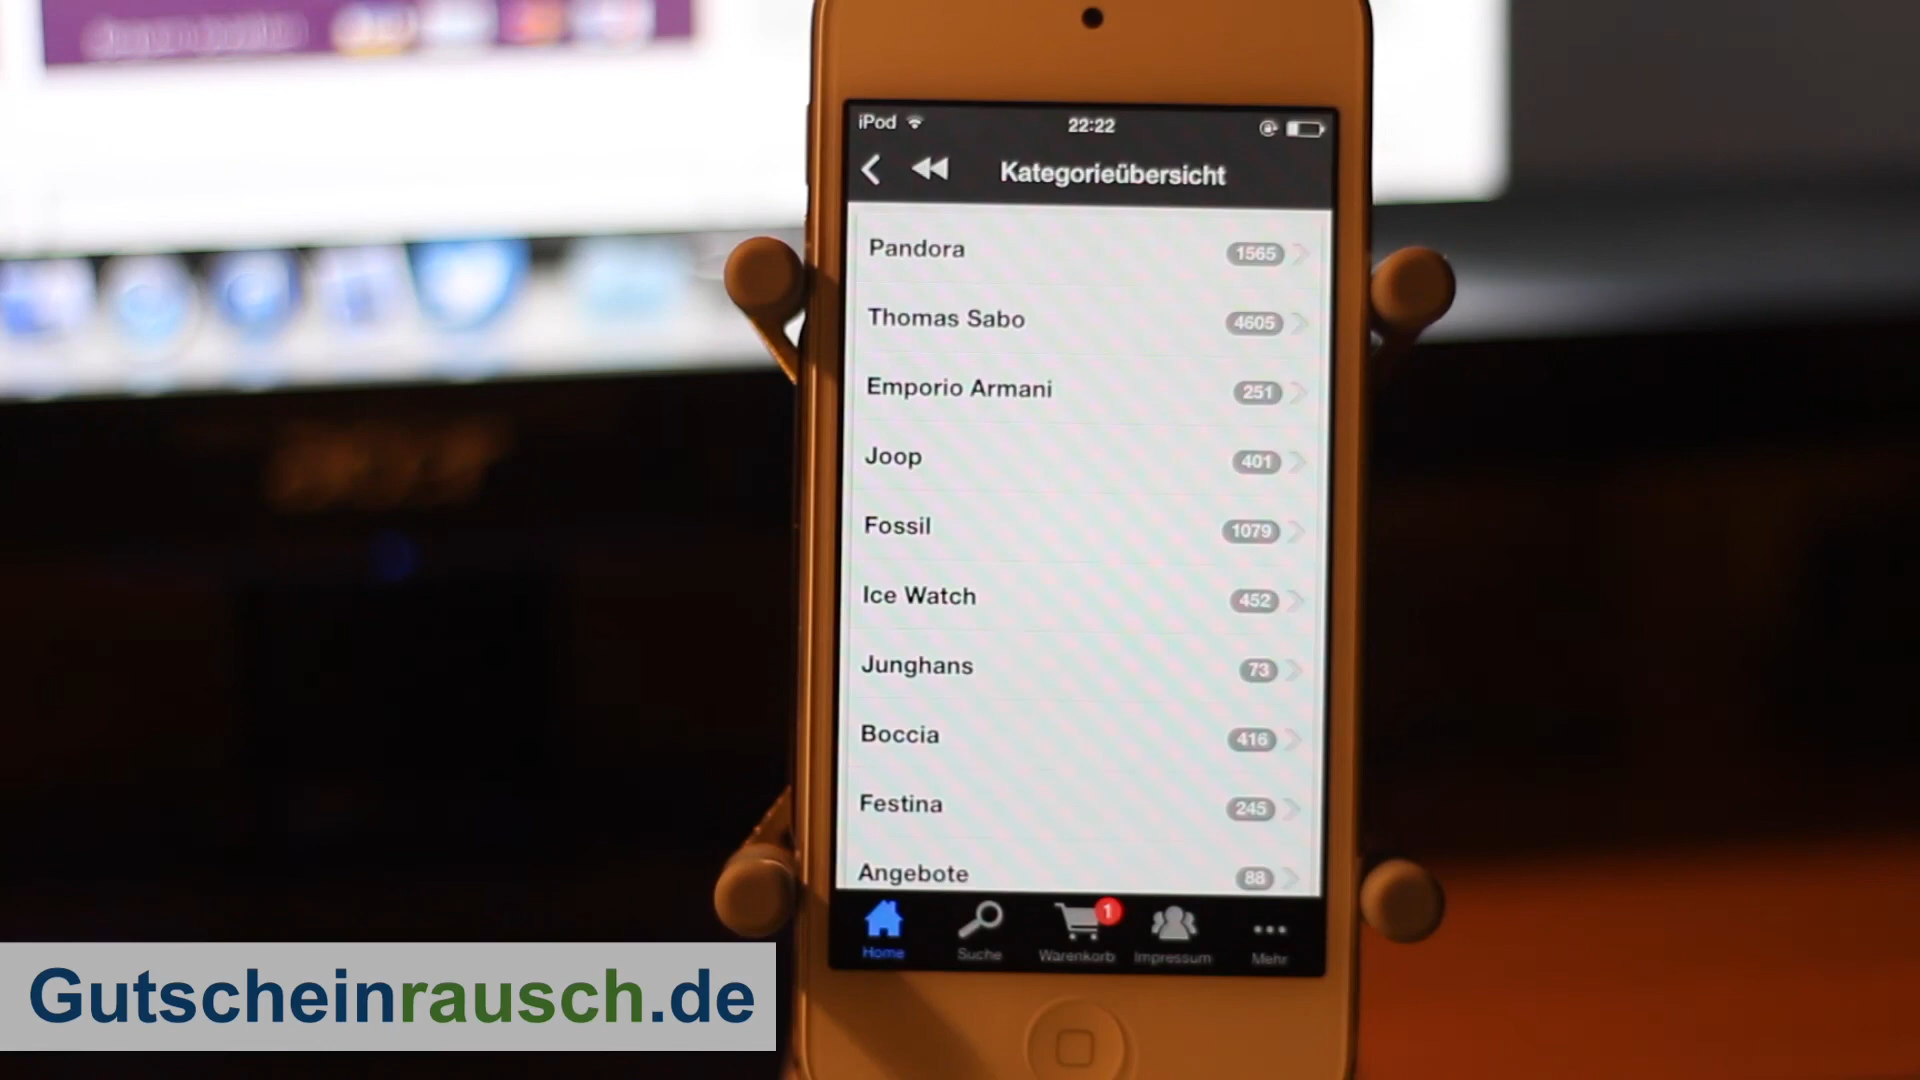 iPod
22:22
Kategorieübersicht
Pandora 1565
Thomas Sabo 4605
Emporio Armani 251
Joop 401
Fossil 1079
Ice Watch 452
Junghans 73
Boccia 416
Festina 245
Angebote 88
1
Home Suche Warenkorb Impressum Mehr
Gutscheinrausch.de